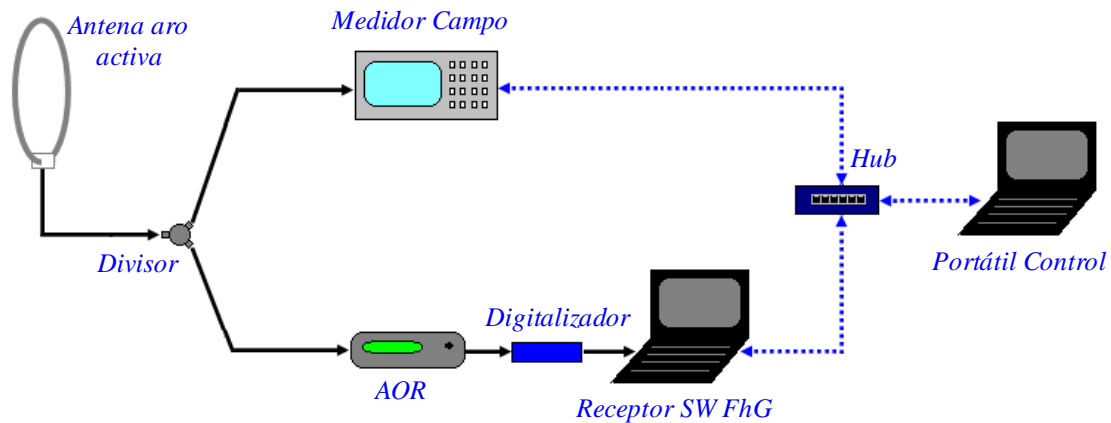 Antena aro
activa
Medidor Campo
Hub
Divisor
Portátil Control
Digitalizador
AOR
Receptor SW FhG